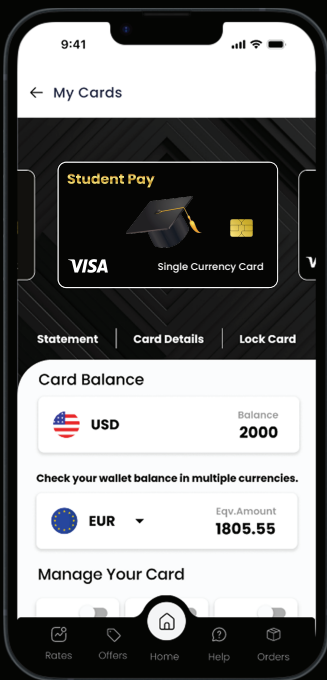 9:41
My Cards
Student Pay
VISA
Single Currency Card
Statement
Card Details
Lock Card
Card Balance
USD
Balance
2000
Check your wallet balance in multiple currencies.
EUR
Eqv.Amount
1805.55
Manage Your Card
Rates
Offers
Home
Help
Orders